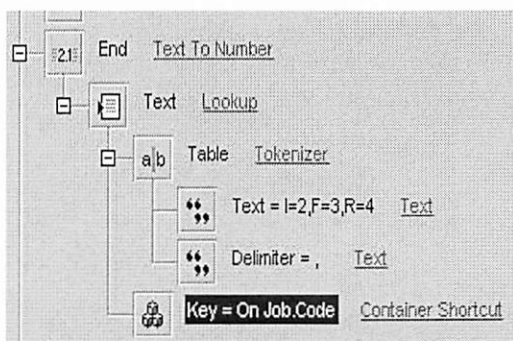 2.1 End Text To Number
Text Lookup
a|b Table Tokenizer
Text = I=2,F=3,R=4 Text
Delimiter = , Text
Key = On Job.Code Container Shortcut